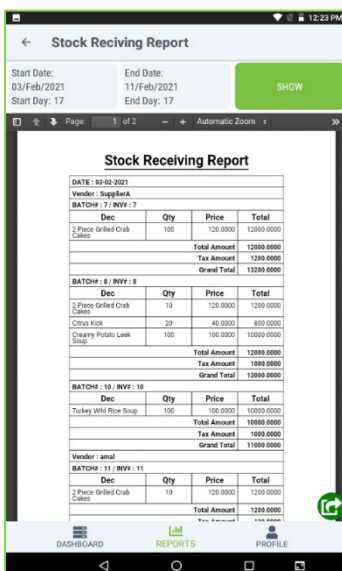 12:23 PM
Stock Reciving Report
Start Date:
03/Feb/2021
Start Day: 17
End Date:
11/Feb/2021
End Day: 17
SHOW
Page: 1 of 2 − + Automatic Zoom
Stock Receiving Report
DATE : 03-02-2021
Vendor : SupplierA
BATCH# : 7 / INV# : 7
Dec Qty Price Total
2 Piece Grilled Crab Cakes 100 120.0000 12000.0000
Total Amount 12000.0000
Tax Amount 1200.0000
Grand Total 13200.0000
BATCH# : 8 / INV# : 8
Dec Qty Price Total
2 Piece Grilled Crab Cakes 10 120.0000 1200.0000
Citrus Kick 20 40.0000 800.0000
Creamy Potato Leek Soup 100 100.0000 10000.0000
Total Amount 12000.0000
Tax Amount 1000.0000
Grand Total 13000.0000
BATCH# : 10 / INV# : 10
Dec Qty Price Total
Turkey Wild Rice Soup 100 100.0000 10000.0000
Total Amount 10000.0000
Tax Amount 1000.0000
Grand Total 11000.0000
Vendor : amal
BATCH# : 11 / INV# : 11
Dec Qty Price Total
2 Piece Grilled Crab Cakes 10 120.0000 1200.0000
Total Amount 1200.0000
Tax Amount 120.0000
DASHBOARD
REPORTS
PROFILE